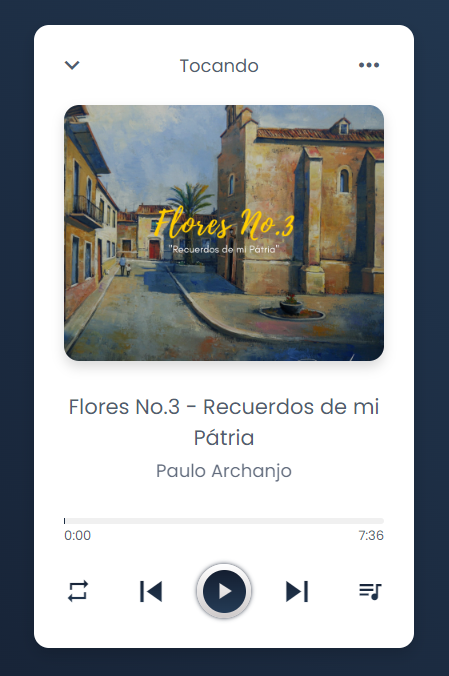 Tocando
Flores No.3
"Recuerdos de mi Patria"
Flores No.3 - Recuerdos de mi
Pátria
Paulo Archanjo
0:00 7:36